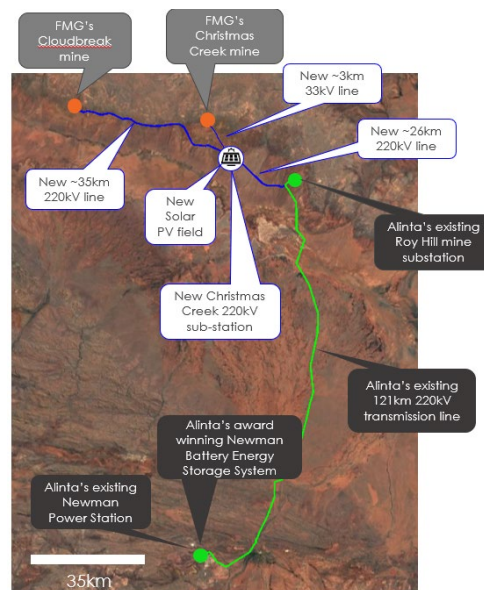 FMG's
Cloudbreak
mine
FMG's
Christmas
Creek mine
New ~3km
33kV line
New ~26km
220kV line
New ~35km
220kV line
New
Solar
PV field
Alinta's existing
Roy Hill mine
substation
New Christmas
Creek 220kV
sub-station
Alinta's existing
121km 220kV
transmission line
Alinta's award
winning Newman
Battery Energy
Storage System
Alinta's existing
Newman
Power Station
35km